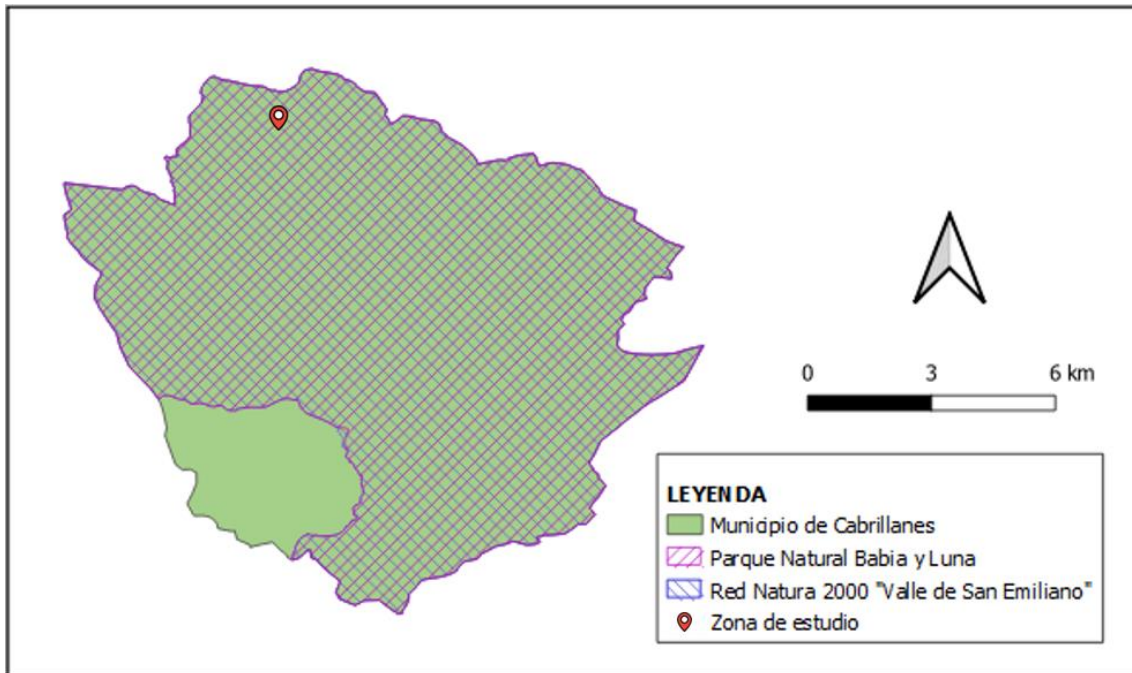 0 3 6 km
LEYENDA
Municipio de Cabrillanes
Parque Natural Babia y Luna
Red Natura 2000 "Valle de San Emiliano"
Zona de estudio